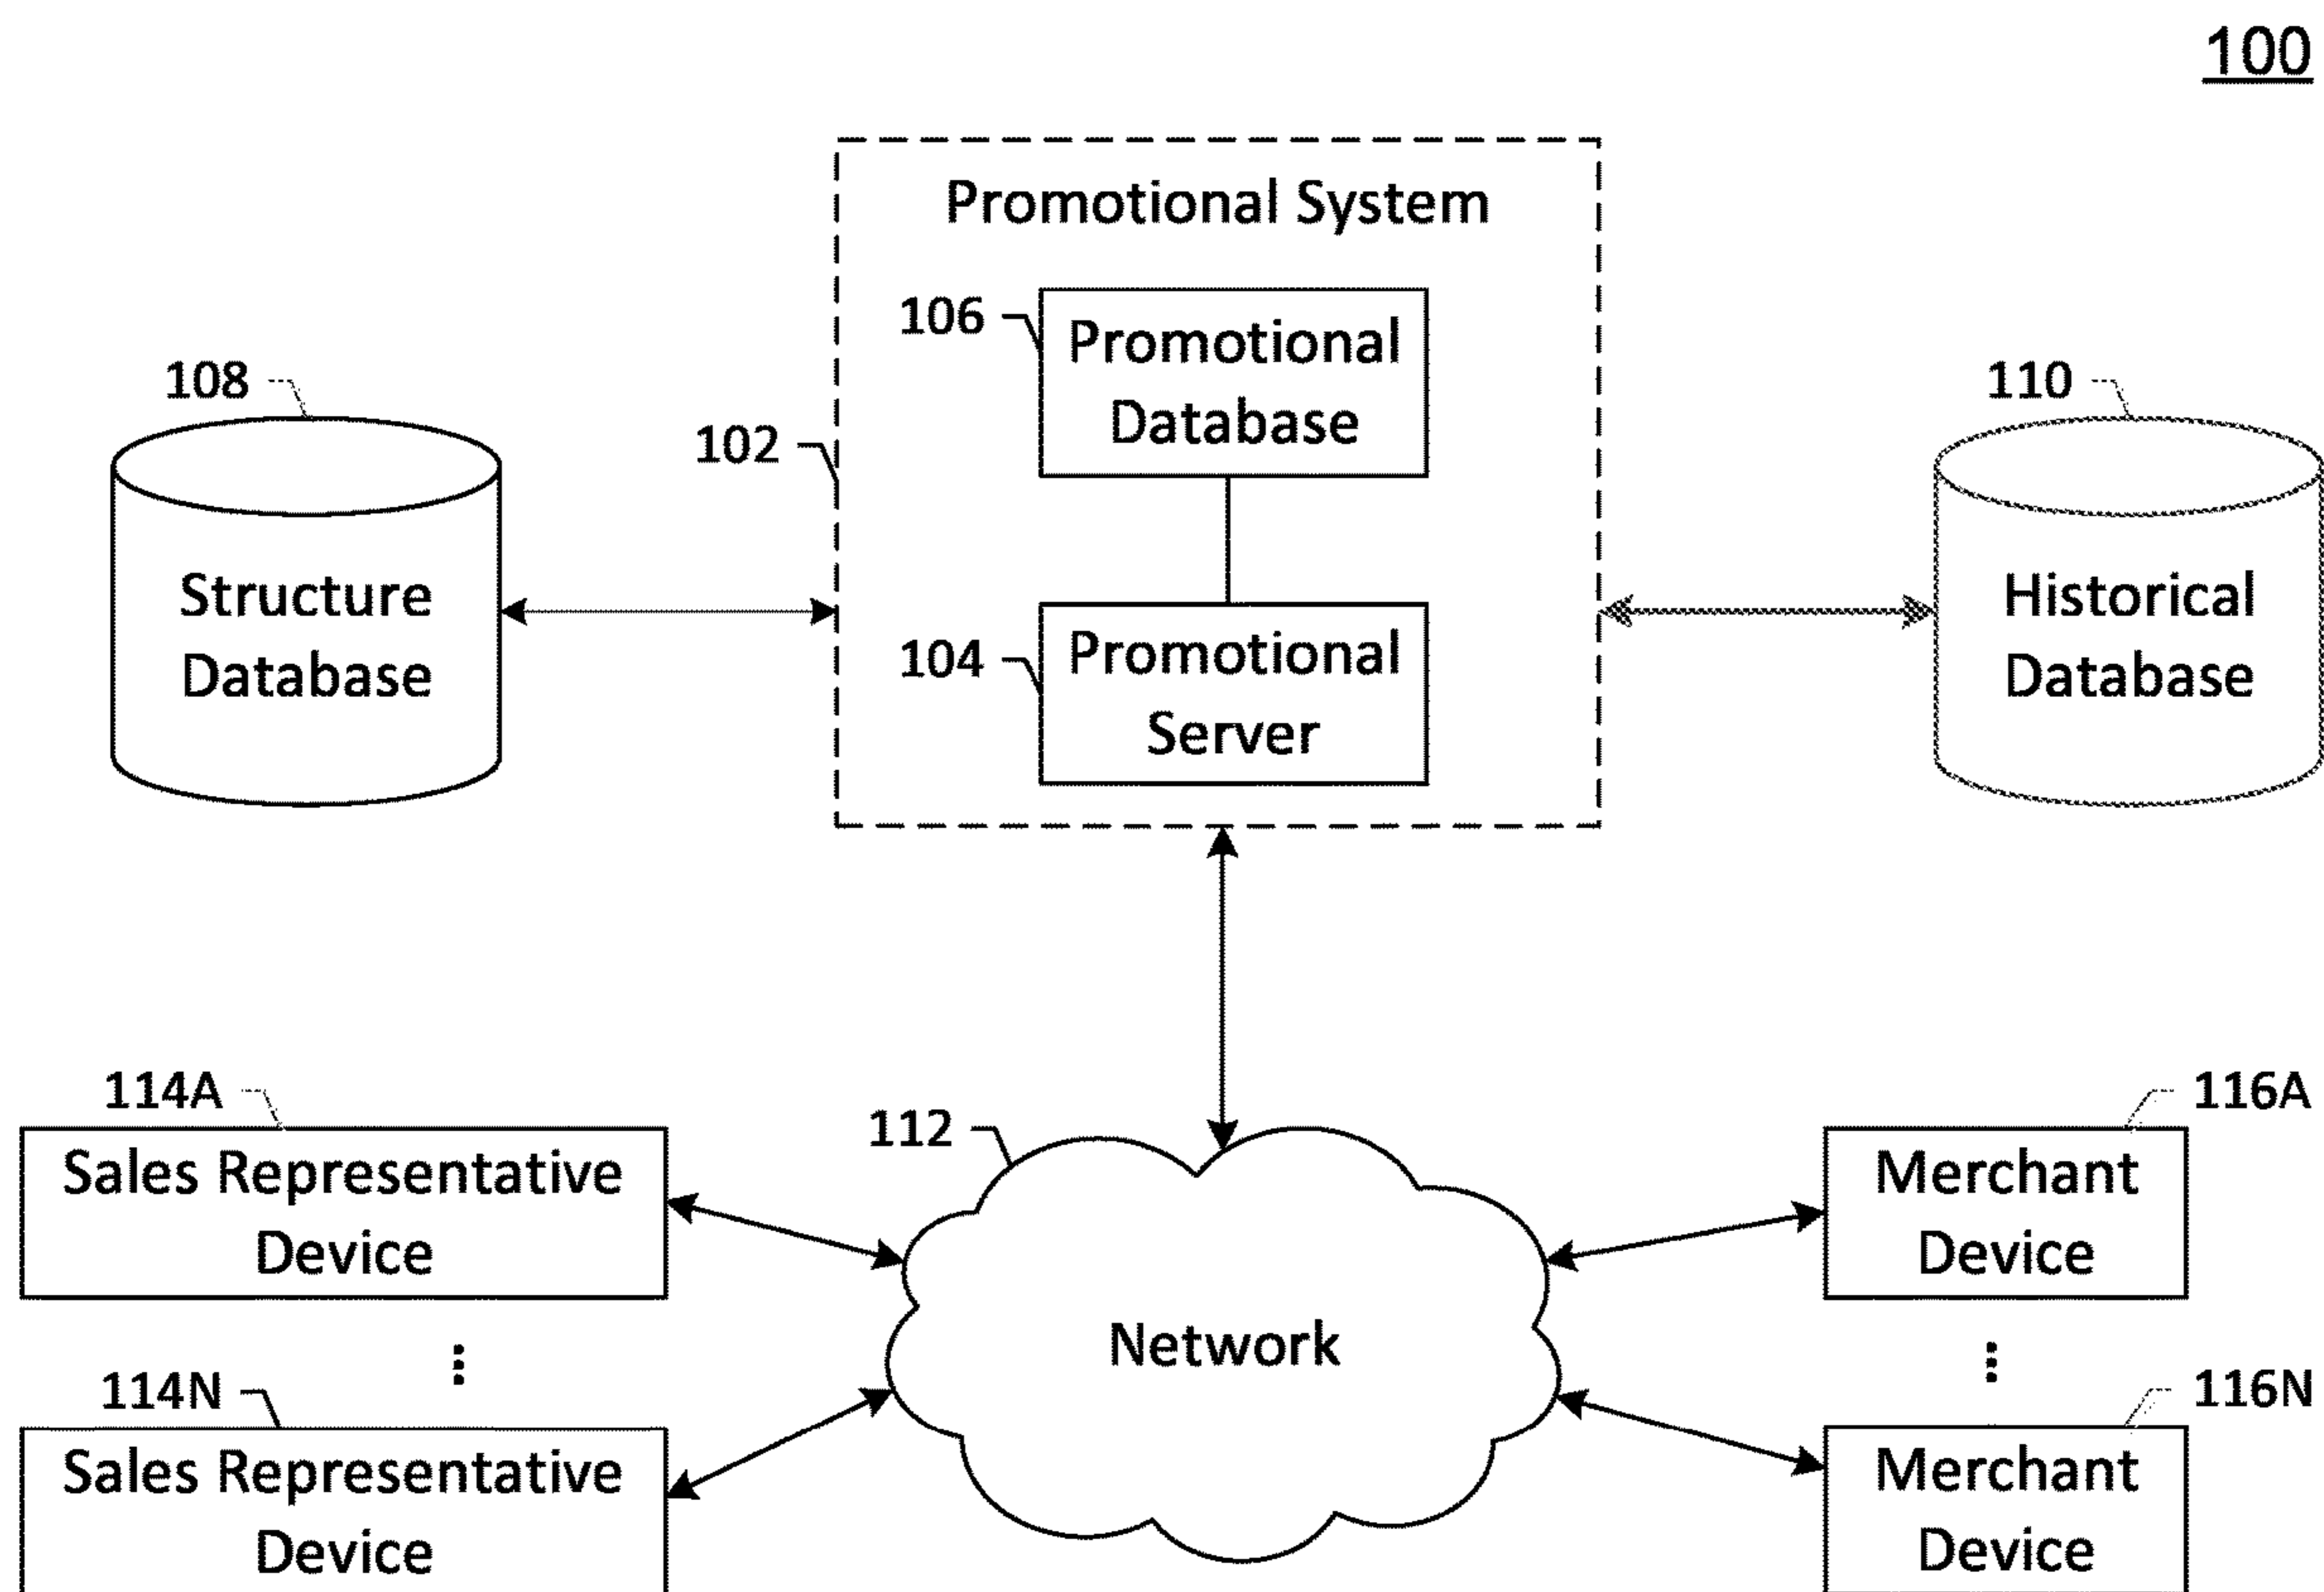 100
Promotional System
106
Promotional
Database
108
110
102
Structure
Database
104
Promotional
Server
Historical
Database
114A
112
116A
Sales Representative
Device
Merchant
Device
Network
114N
116N
Sales Representative
Device
Merchant
Device